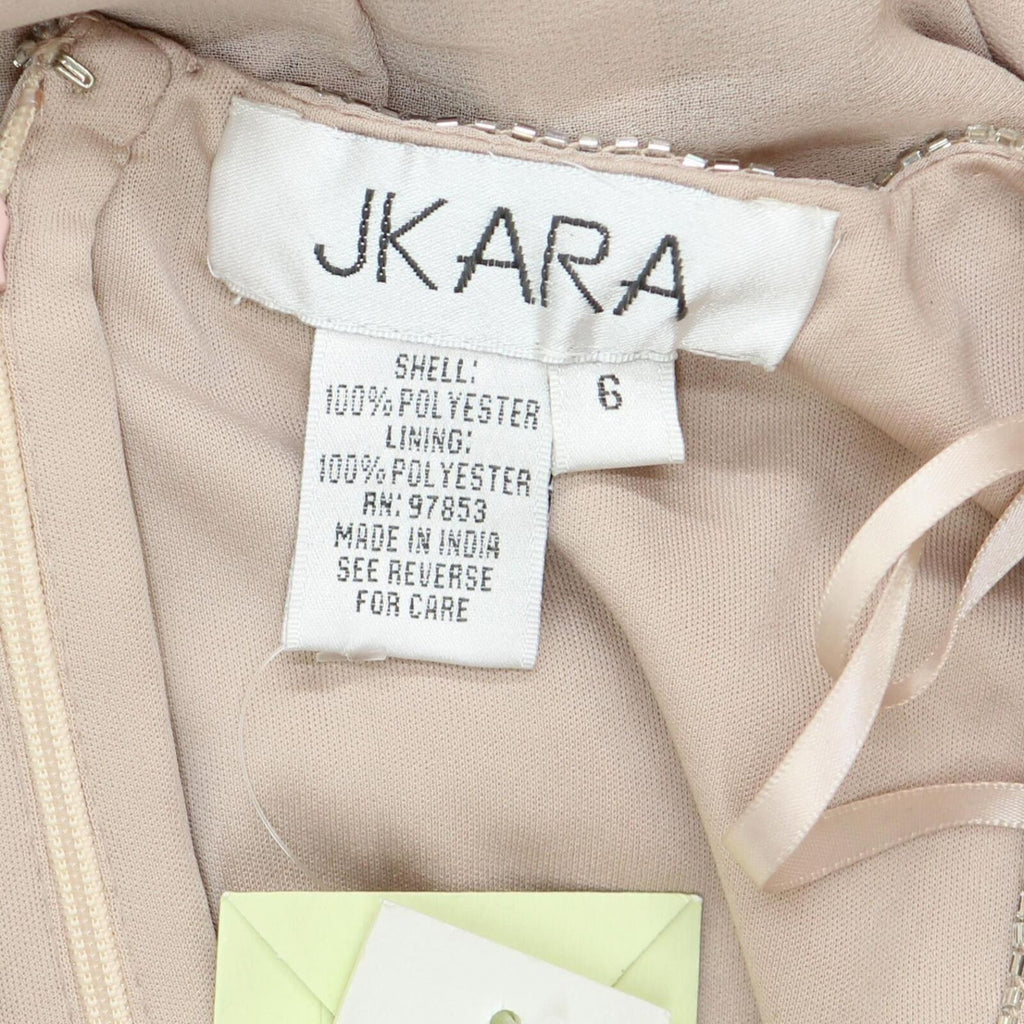 JKARA
SHELL:
100% POLYESTER
LINING:
100% POLYESTER
RN: 97853
MADE IN INDIA
SEE REVERSE
FOR CARE
6